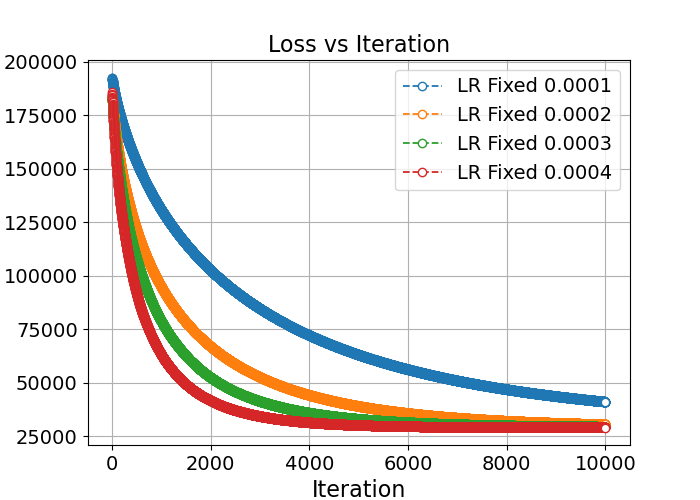 Loss vs Iteration
200000
175000
150000
125000
100000
75000
50000
25000
LR Fixed 0.0001
LR Fixed 0.0002
LR Fixed 0.0003
LR Fixed 0.0004
0 2000 4000 6000 8000 10000
Iteration